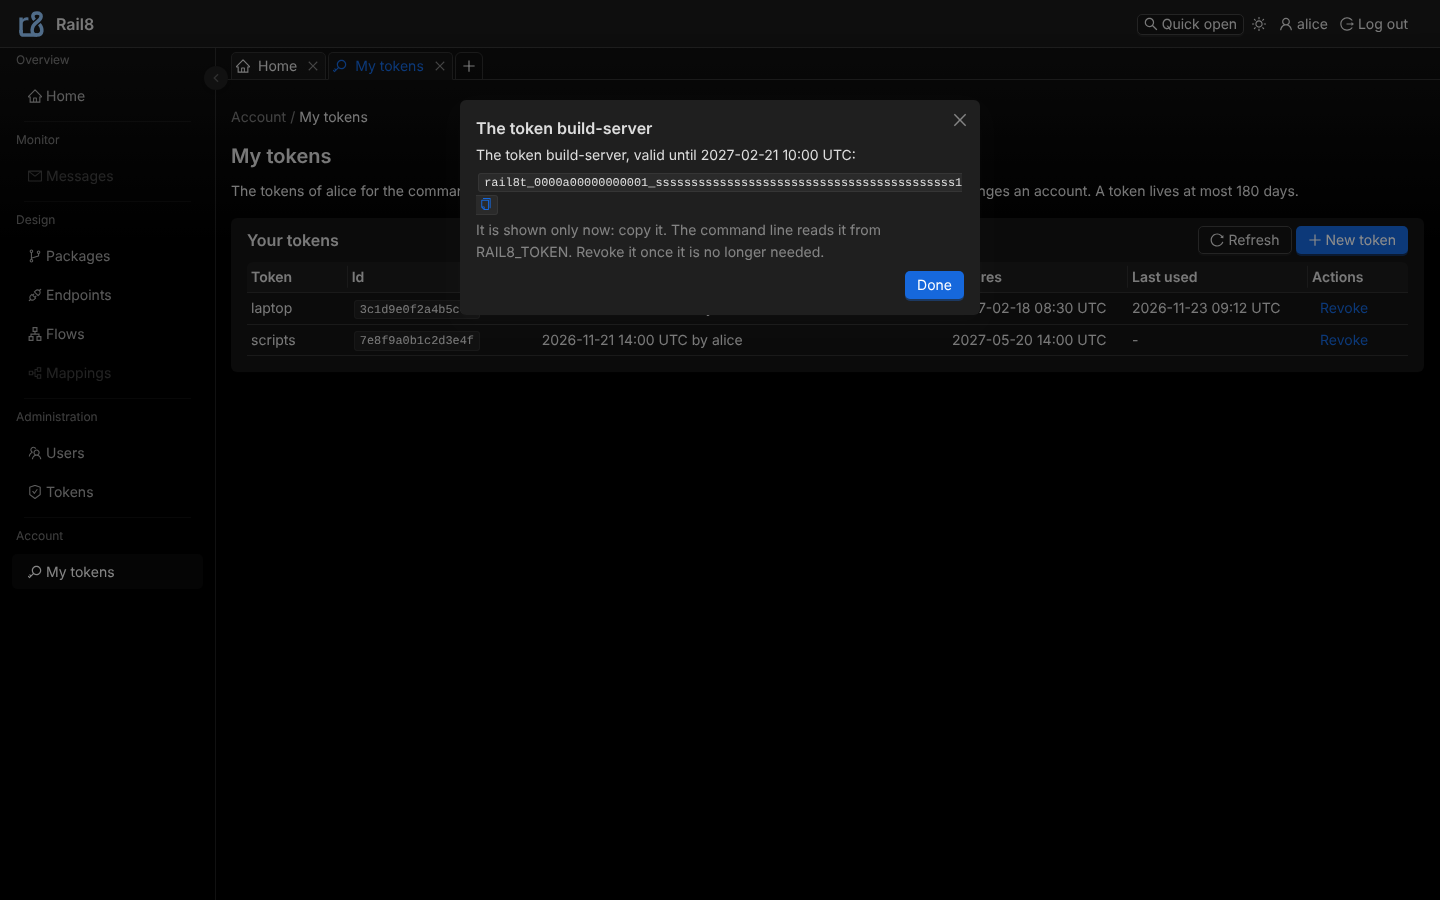 Rail8
Quick open
alice
Log out
Overview
Home
Monitor
Messages
Design
Packages
Endpoints
Flows
Mappings
Administration
Users
Tokens
Account
My tokens
Home
My tokens
Account / My tokens
My tokens
The tokens of alice for the
nges an account. A token lives at most 180 days.
Your tokens
Refresh
New token
Token Id Last used Actions
laptop 02-18 08:30 UTC 2026-11-23 09:12 UTC Revoke
scripts 7e8f9a0b1c2d3e4f 2026-11-21 14:00 UTC by alice 2027-05-20 14:00 UTC - Revoke
The token build-server
The token build-server, valid until 2027-02-21 10:00 UTC:
It is shown only now: copy it. The command line reads it from
RAIL8_TOKEN. Revoke it once it is no longer needed.
Done